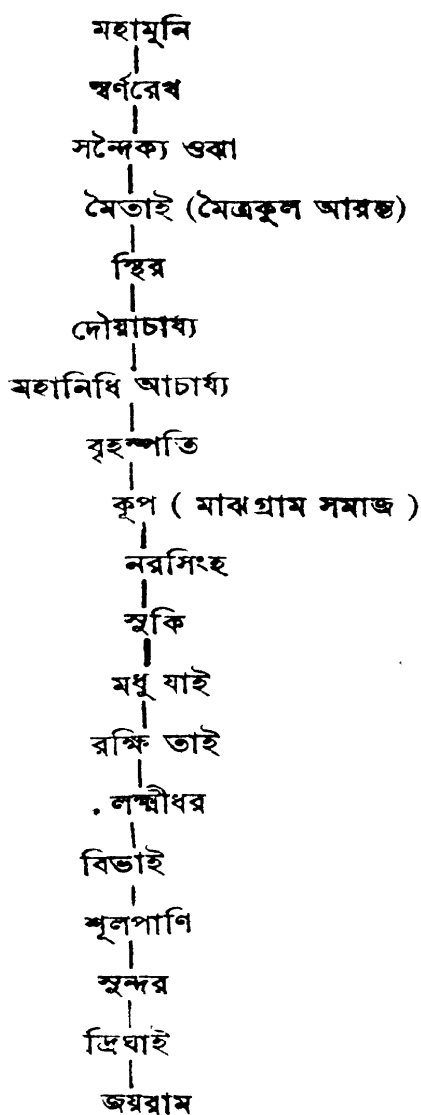 মহামুনি
স্বর্ণরেখ
সন্দৈক্য ওঝা
মৈতাই (মৈত্রকুল আরম্ভ)
স্থির
দৌয়াচার্য্য
মহানিধি আচার্য্য
বৃহস্পতি
কূপ ( মাঝগ্রাম সমাজ )
নরসিংহ
সুকি
মধু যাই
রক্ষি তাই
লক্ষ্মীধর
বিভাই
শূলপাণি
সুন্দর
দ্রিঘাই
জয়রাম